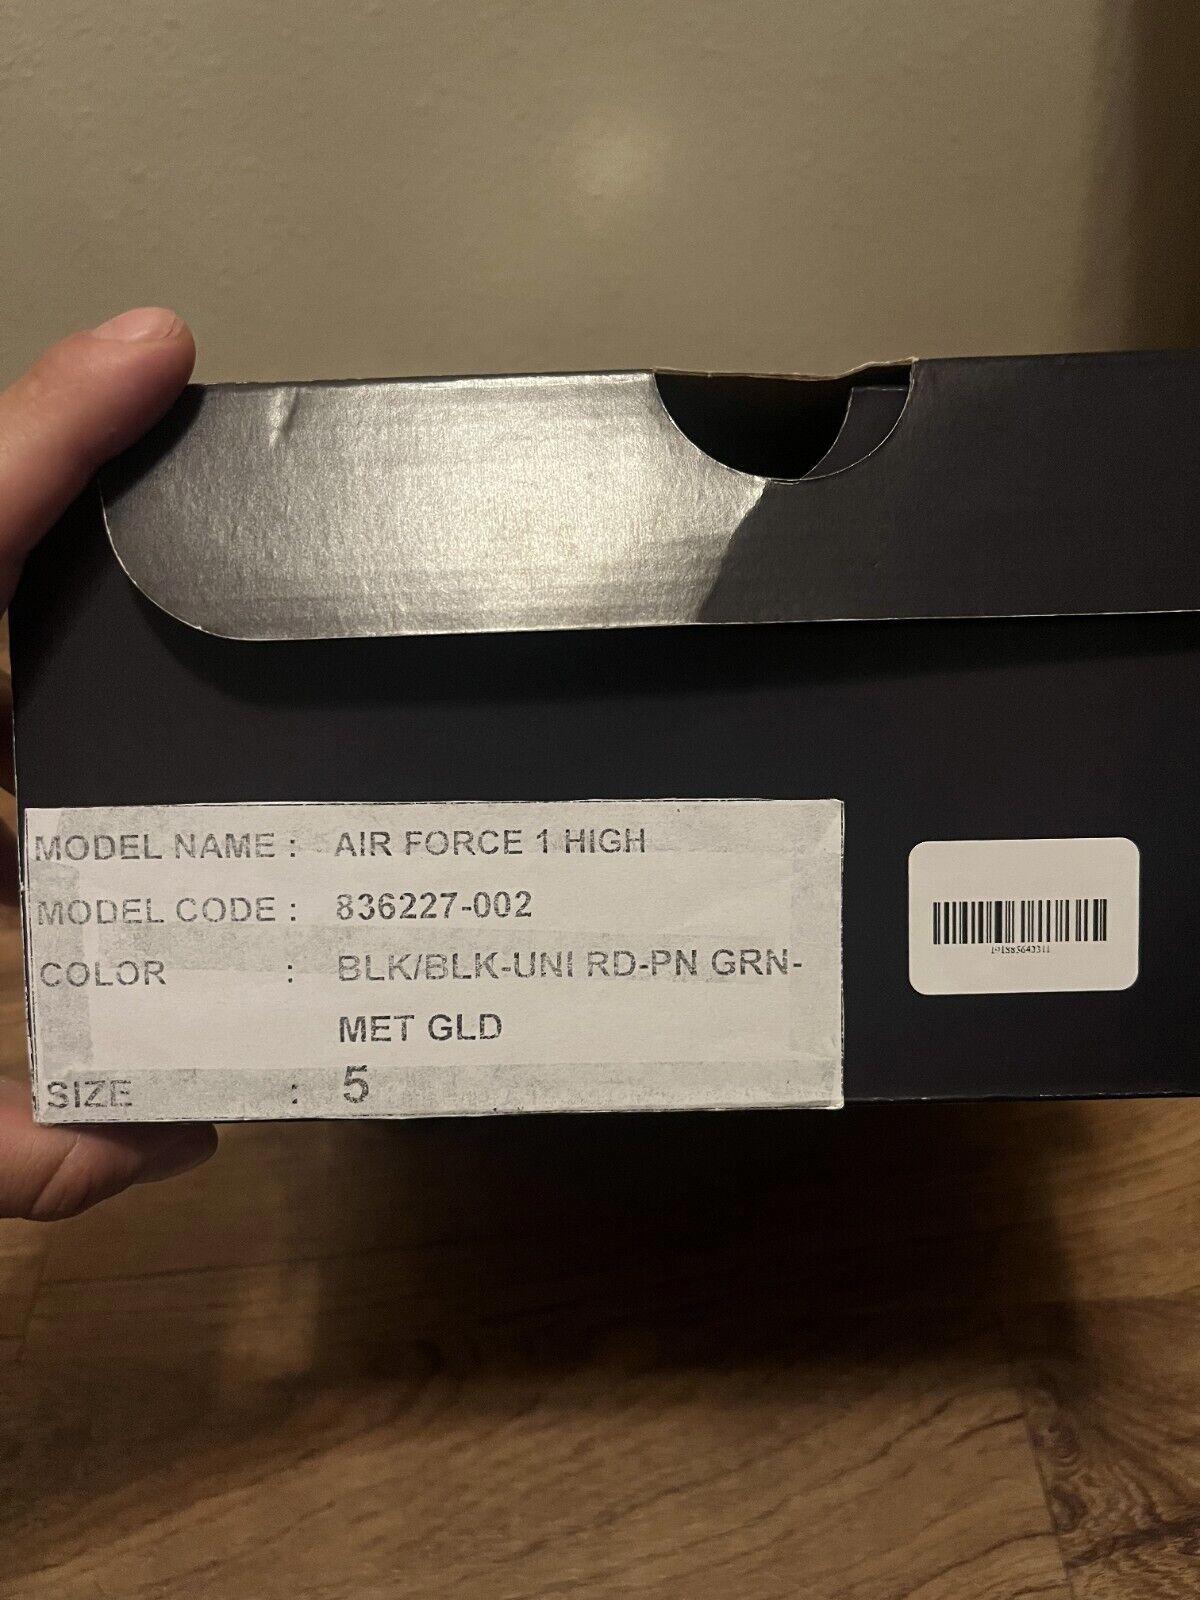 MODEL NAME : AIR FORCE 1 HIGH
MODEL CODE : 836227-002
COLOR : BLK/BLK-UNI RD-PN GRN-
MET GLD
SIZE : 5
191885643311